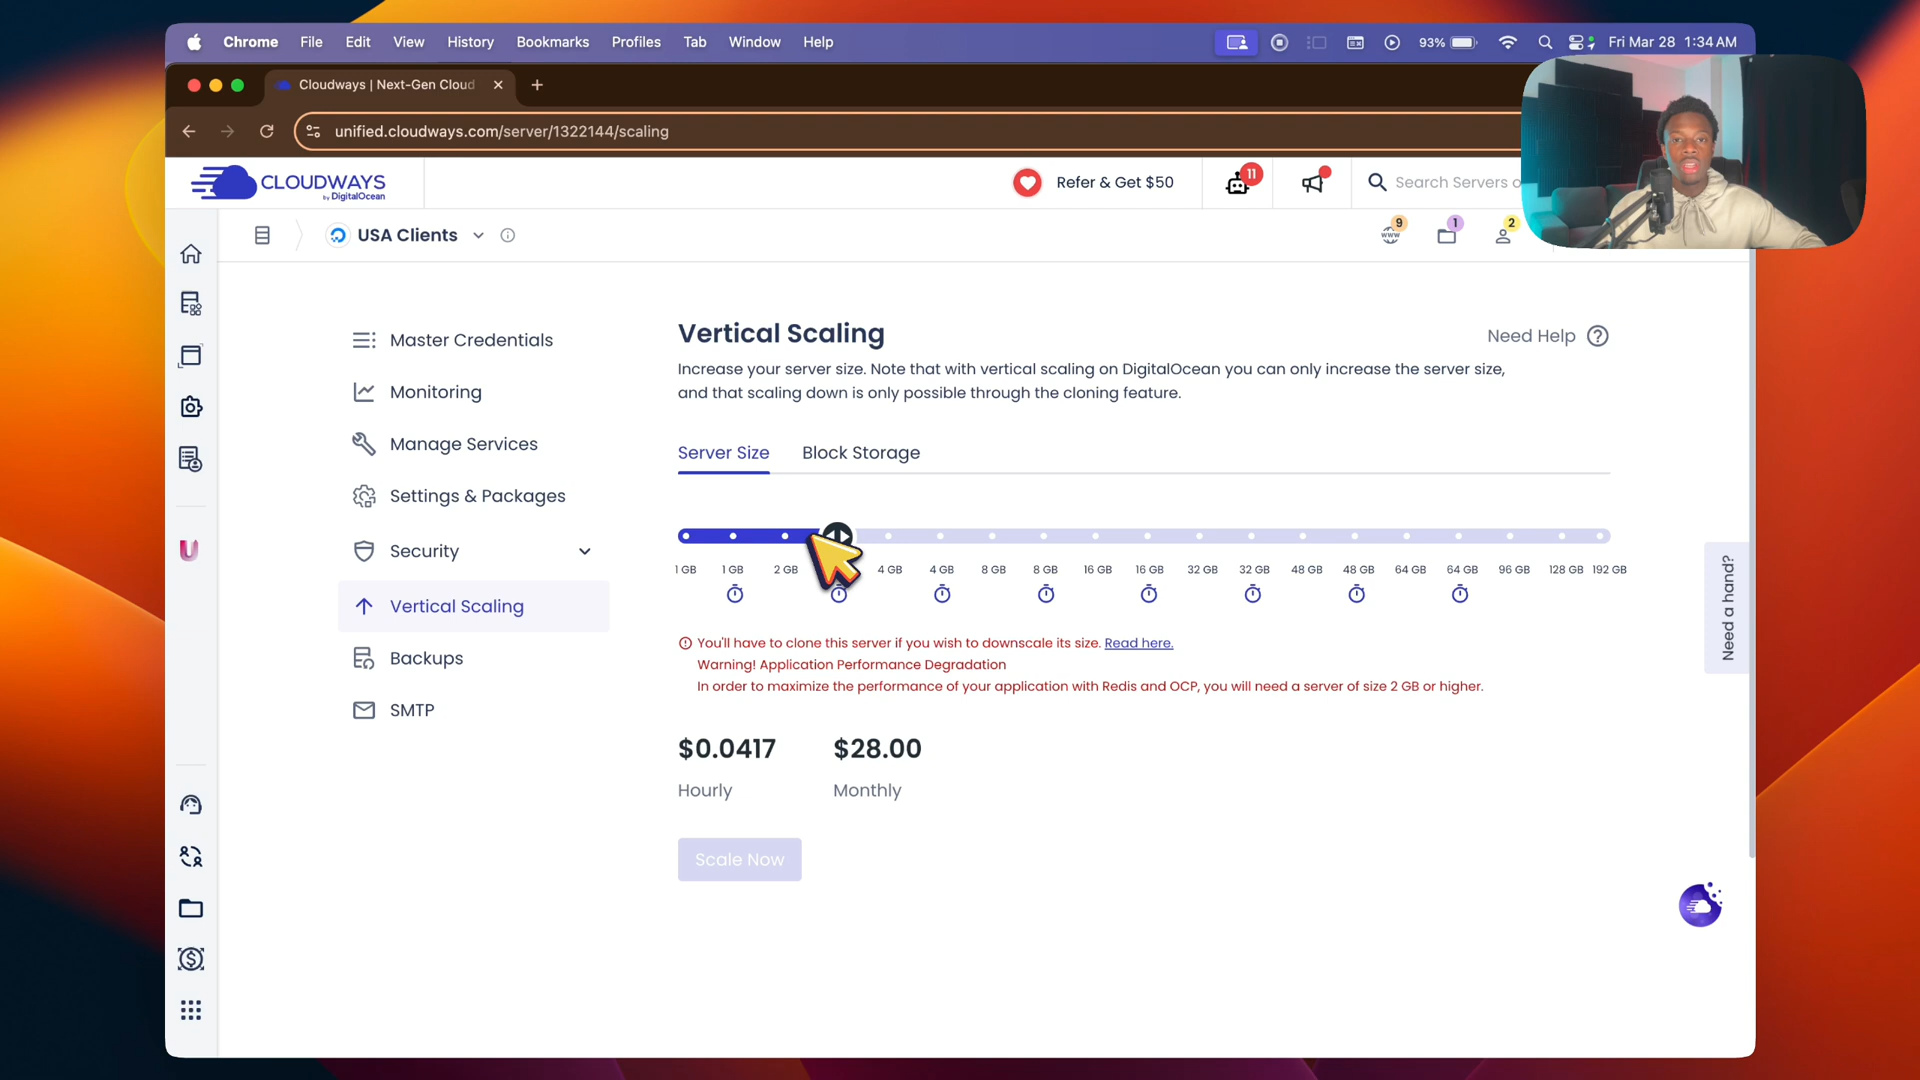 Chrome File Edit View History Bookmarks Profiles Tab Window Help 93% Fri Mar 28 1:34 AM
Cloudways | Next-Gen Cloud
unified.cloudways.com/server/1322144/scaling
CLOUDWAYS
by DigitalOcean
Refer & Get $50
11
Search Servers o
USA Clients
www
9
1
2
Master Credentials
Monitoring
Manage Services
Settings & Packages
Security
Vertical Scaling
Backups
SMTP
Vertical Scaling
Need Help
Increase your server size. Note that with vertical scaling on DigitalOcean you can only increase the server size,
and that scaling down is only possible through the cloning feature.
Server Size Block Storage
1 GB 1 GB 2 GB 4 GB 4 GB 8 GB 8 GB 16 GB 16 GB 32 GB 32 GB 48 GB 48 GB 64 GB 64 GB 96 GB 128 GB 192 GB
You'll have to clone this server if you wish to downscale its size. Read here.
Warning! Application Performance Degradation
In order to maximize the performance of your application with Redis and OCP, you will need a server of size 2 GB or higher.
$0.0417 $28.00
Hourly Monthly
Scale Now
Need a hand?